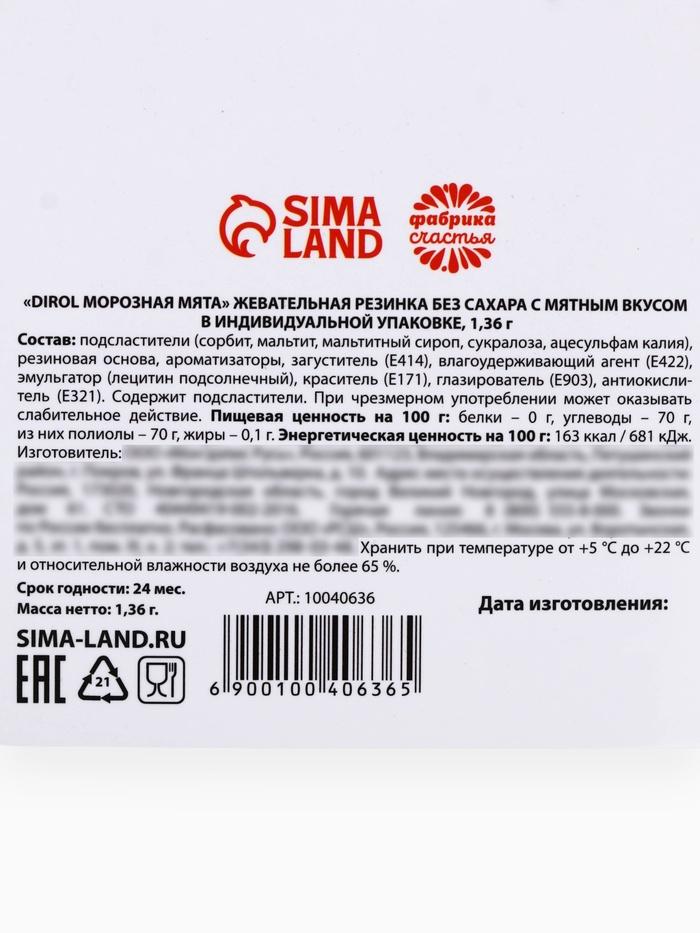 SIMA
LAND
фабрика
счастья
«DIROL МОРОЗНАЯ МЯТА» ЖЕВАТЕЛЬНАЯ РЕЗИНКА БЕЗ САХАРА С МЯТНЫМ ВКУСОМ
В ИНДИВИДУАЛЬНОЙ УПАКОВКЕ, 1,36 г
Состав: подсластители (сорбит, мальтит, мальтитный сироп, сукралоза, ацесульфам калия),
резиновая основа, ароматизаторы, загуститель (Е414), влагоудерживающий агент (Е422),
эмульгатор (лецитин подсолнечный), краситель (Е171), глазирователь (Е903), антиокисли-
тель (Е321). Содержит подсластители. При чрезмерном употреблении может оказывать
слабительное действие. Пищевая ценность на 100 г: белки – 0 г, углеводы – 70 г,
из них полиолы – 70 г, жиры – 0,1 г. Энергетическая ценность на 100 г: 163 ккал / 681 кДж.
Изготовитель:
Хранить при температуре от +5 °С до +22 °С
и относительной влажности воздуха не более 65 %.
Срок годности: 24 мес.
Масса нетто: 1,36 г.
АРТ.: 10040636
Дата изготовления:
SIMA-LAND.RU
EAC
21
6 900100 406365